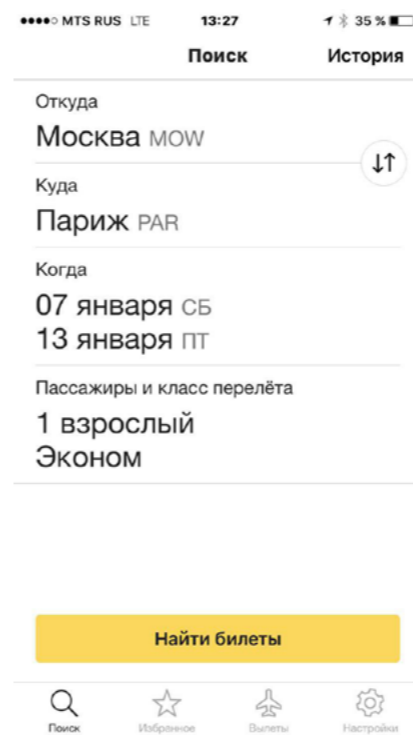 MTS RUS LTE 13:27 35 %
Поиск История
Откуда
Москва MOW
Куда
Париж PAR
Когда
07 января СБ
13 января ПТ
Пассажиры и класс перелёта
1 взрослый
Эконом
Найти билеты
Поиск Избранное Вылеты Настройки